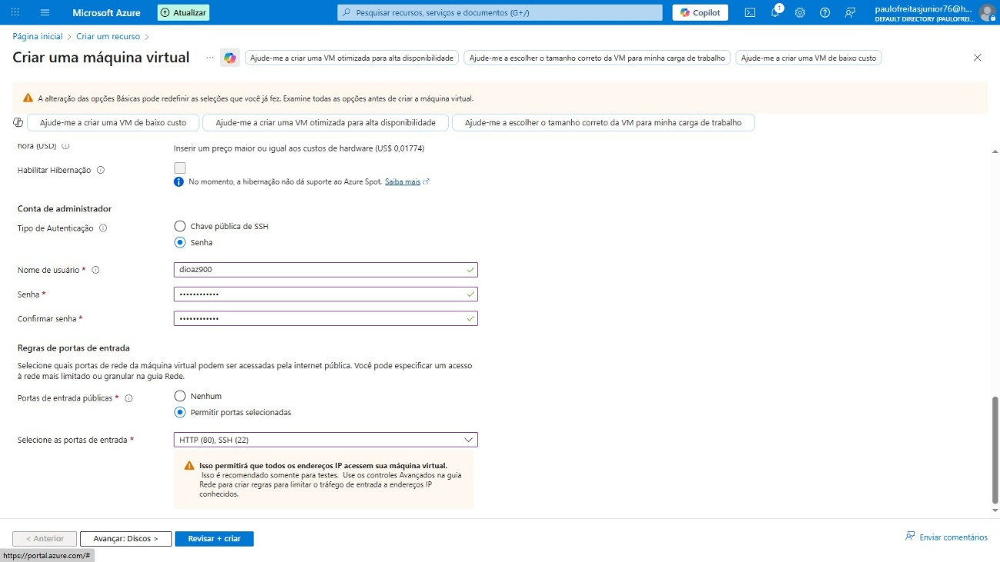 Microsoft Azure
Atualizar
Pesquisar recursos, serviços e documentos (G+/)
Copilot
1
paulofreitasjunior76@h...
DEFAULT DIRECTORY (PAULOFREI...
Página inicial > Criar um recurso >
Criar uma máquina virtual
...
Ajude-me a criar uma VM otimizada para alta disponibilidade
Ajude-me a escolher o tamanho correto da VM para minha carga de trabalho
Ajude-me a criar uma VM de baixo custo
A alteração das opções Básicas pode redefinir as seleções que você já fez. Examine todas as opções antes de criar a máquina virtual.
Ajude-me a criar uma VM de baixo custo
Ajude-me a criar uma VM otimizada para alta disponibilidade
Ajude-me a escolher o tamanho correto da VM para minha carga de trabalho
hora (USD)
Inserir um preço maior ou igual aos custos de hardware (US$ 0,01774)
Habilitar Hibernação
No momento, a hibernação não dá suporte ao Azure Spot. Saiba mais
Conta de administrador
Tipo de Autenticação
Chave pública de SSH
Senha
Nome de usuário *
dioaz900
Senha *
••••••••••••
Confirmar senha *
••••••••••••
Regras de portas de entrada
Selecione quais portas de rede da máquina virtual podem ser acessadas pela internet pública. Você pode especificar um acesso
à rede mais limitado ou granular na guia Rede.
Portas de entrada públicas *
Nenhum
Permitir portas selecionadas
Selecione as portas de entrada *
HTTP (80), SSH (22)
Isso permitirá que todos os endereços IP acessem sua máquina virtual.
Isso é recomendado somente para testes. Use os controles Avançados na guia
Rede para criar regras para limitar o tráfego de entrada a endereços IP
conhecidos.
< Anterior
Avançar: Discos >
Revisar + criar
Enviar comentários
https://portal.azure.com/#